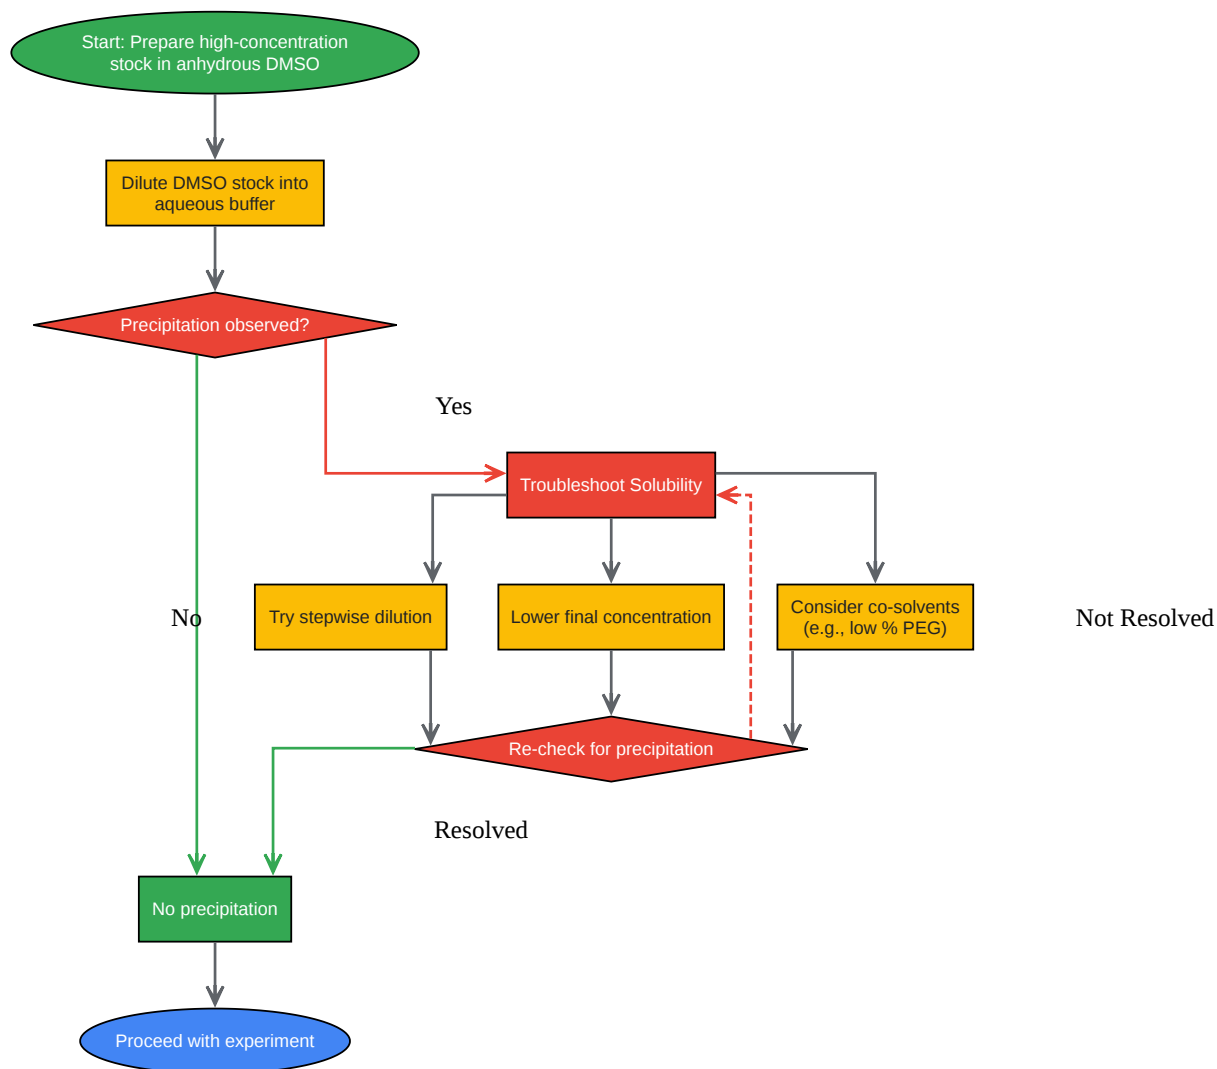 Start: Prepare high-concentration
stock in anhydrous DMSO
Dilute DMSO stock into
aqueous buffer
Precipitation observed?
Yes
Troubleshoot Solubility
No
Try stepwise dilution
Lower final concentration
Consider co-solvents
(e.g., low % PEG)
Not Resolved
Re-check for precipitation
Resolved
No precipitation
Proceed with experiment